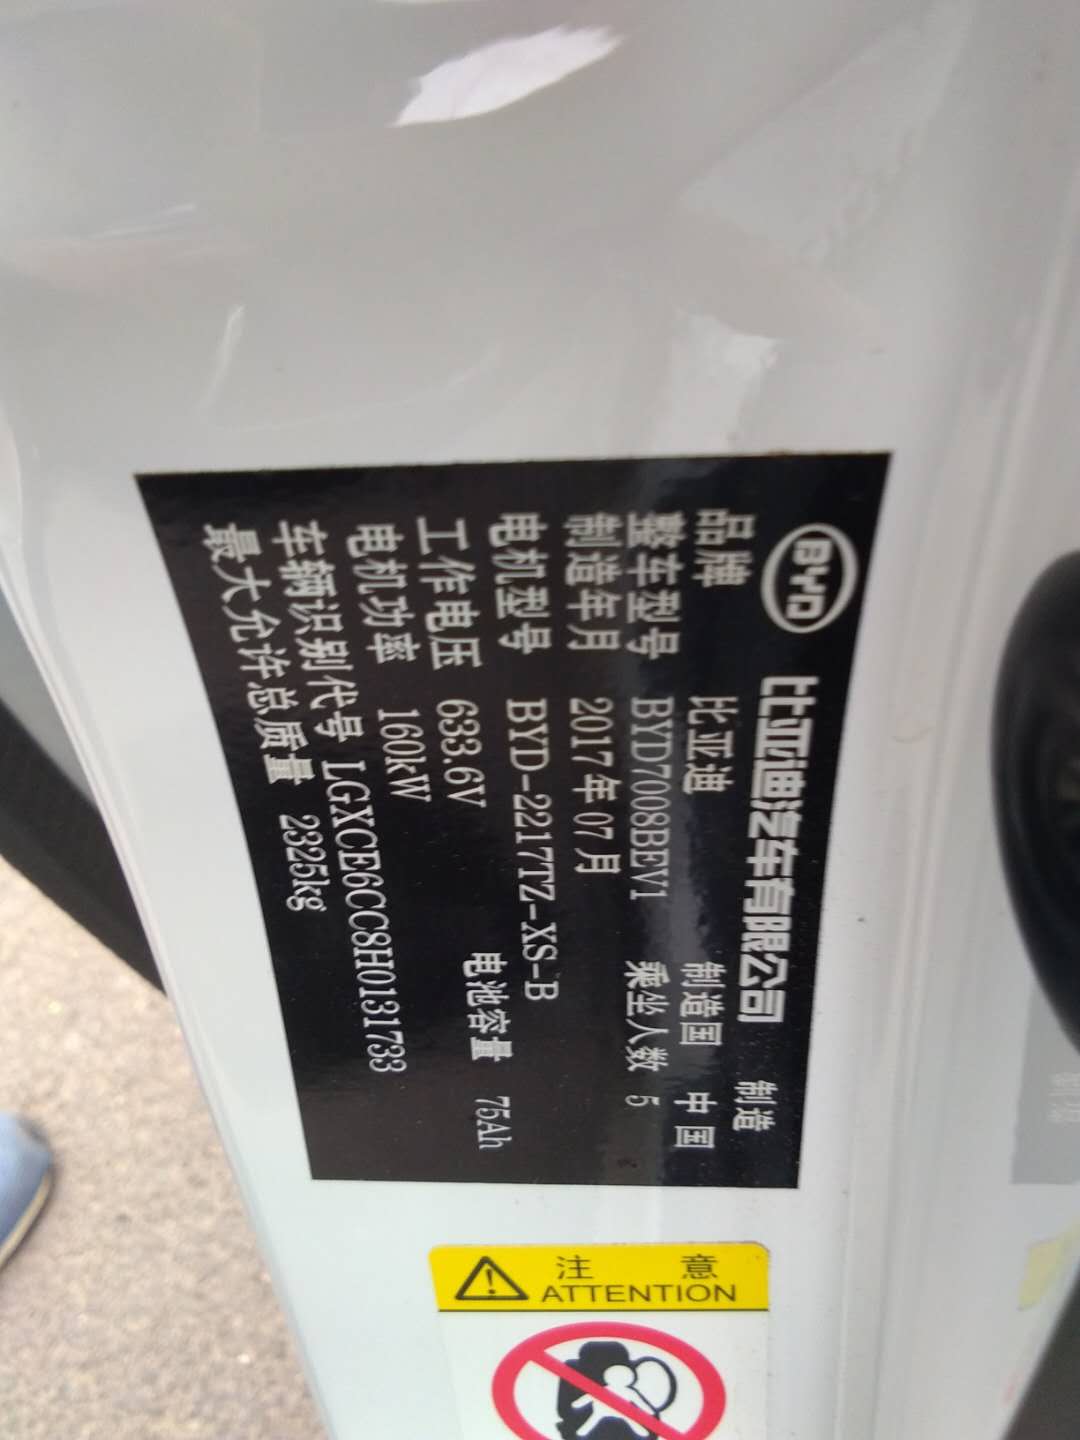 BYD 比亚迪汽车有限公司 制造
品牌 比亚迪 制造国 中国
整车型号 BYD7008BEV1 乘坐人数 5
制造年月 2017年07月
电机型号 BYD-2217TZ-XS-B
工作电压 633.6V 电池容量 75Ah
电机功率 160kW
车辆识别代号 LGXCE6CC8H0131733
最大允许总质量 2325kg
注意
ATTENTION